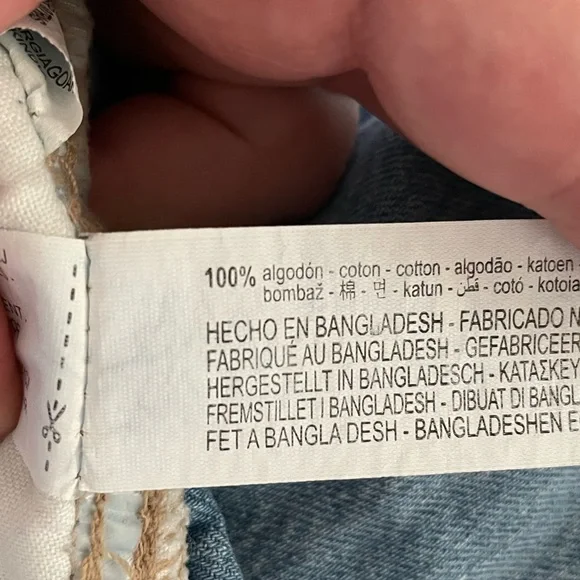 100% algodón - coton - cotton - algodão - katoen -
bombaž - 棉 - 면 - katun - قطن - cotó - kotoia
HECHO EN BANGLADESH - FABRICADO N
FABRIQUÉ AU BANGLADESH - GEFABRICEER
HERGESTELLT IN BANGLADESCH - ΚΑΤΑΣΚΕΥ
FREMSTILLET I BANGLADESH - DIBUAT DI BANGL
FET A BANGLA DESH - BANGLADESHEN E